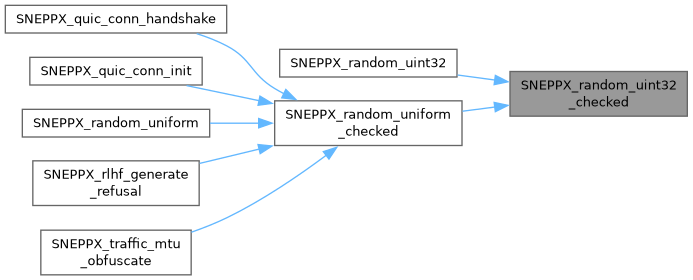 SNEPPX_quic_conn_handshake
SNEPPX_quic_conn_init
SNEPPX_random_uniform
SNEPPX_rlhf_generate
_refusal
SNEPPX_traffic_mtu
_obfuscate
SNEPPX_random_uint32
SNEPPX_random_uniform
_checked
SNEPPX_random_uint32
_checked